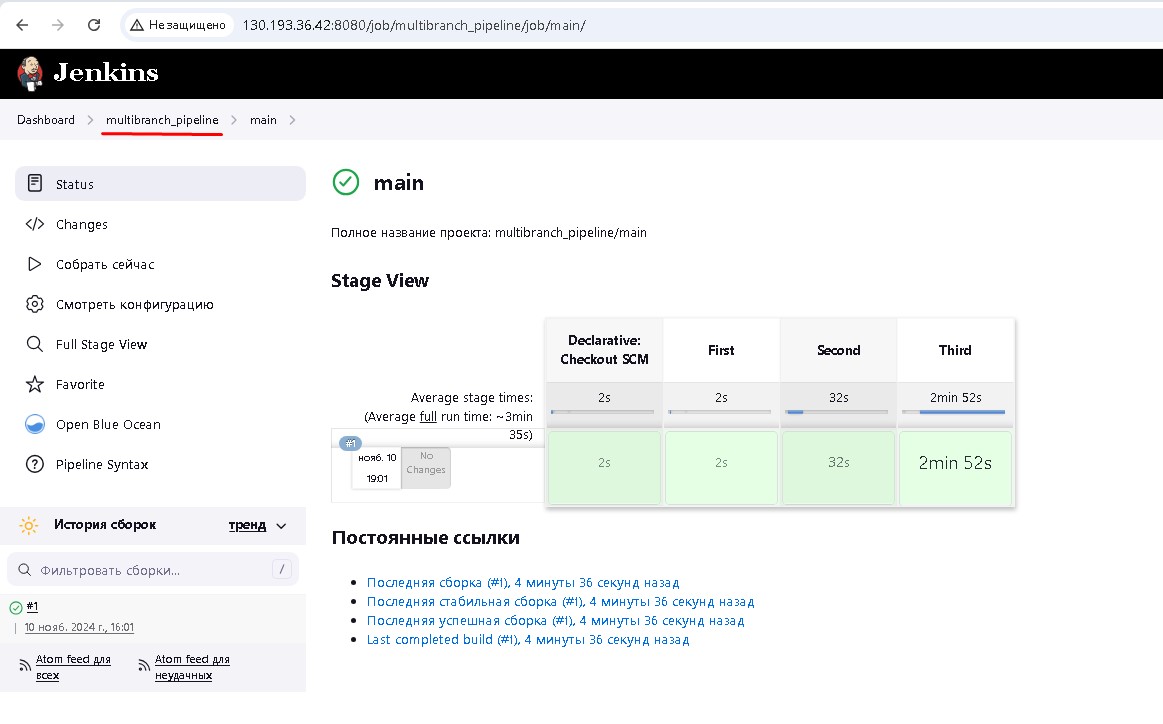 Не защищено
130.193.36.42:8080/job/multibranch_pipeline/job/main/
Jenkins
Dashboard
multibranch_pipeline
main
Status
Changes
Собрать сейчас
Смотреть конфигурацию
Full Stage View
Favorite
Open Blue Ocean
Pipeline Syntax
История сборок
тренд
Фильтровать сборки...
/
#1
10 нояб. 2024 г., 16:01
Atom feed для
всех
Atom feed для
неудачных
main
Полное название проекта: multibranch_pipeline/main
Stage View
Declarative:
Checkout SCM
First
Second
Third
Average stage times:
(Average full run time: ~3min
35s)
2s
2s
32s
2min 52s
#1
нояб. 10
19:01
No
Changes
2s
2s
32s
2min 52s
Постоянные ссылки
Последняя сборка (#1), 4 минуты 36 секунд назад
Последняя стабильная сборка (#1), 4 минуты 36 секунд назад
Последняя успешная сборка (#1), 4 минуты 36 секунд назад
Last completed build (#1), 4 минуты 36 секунд назад